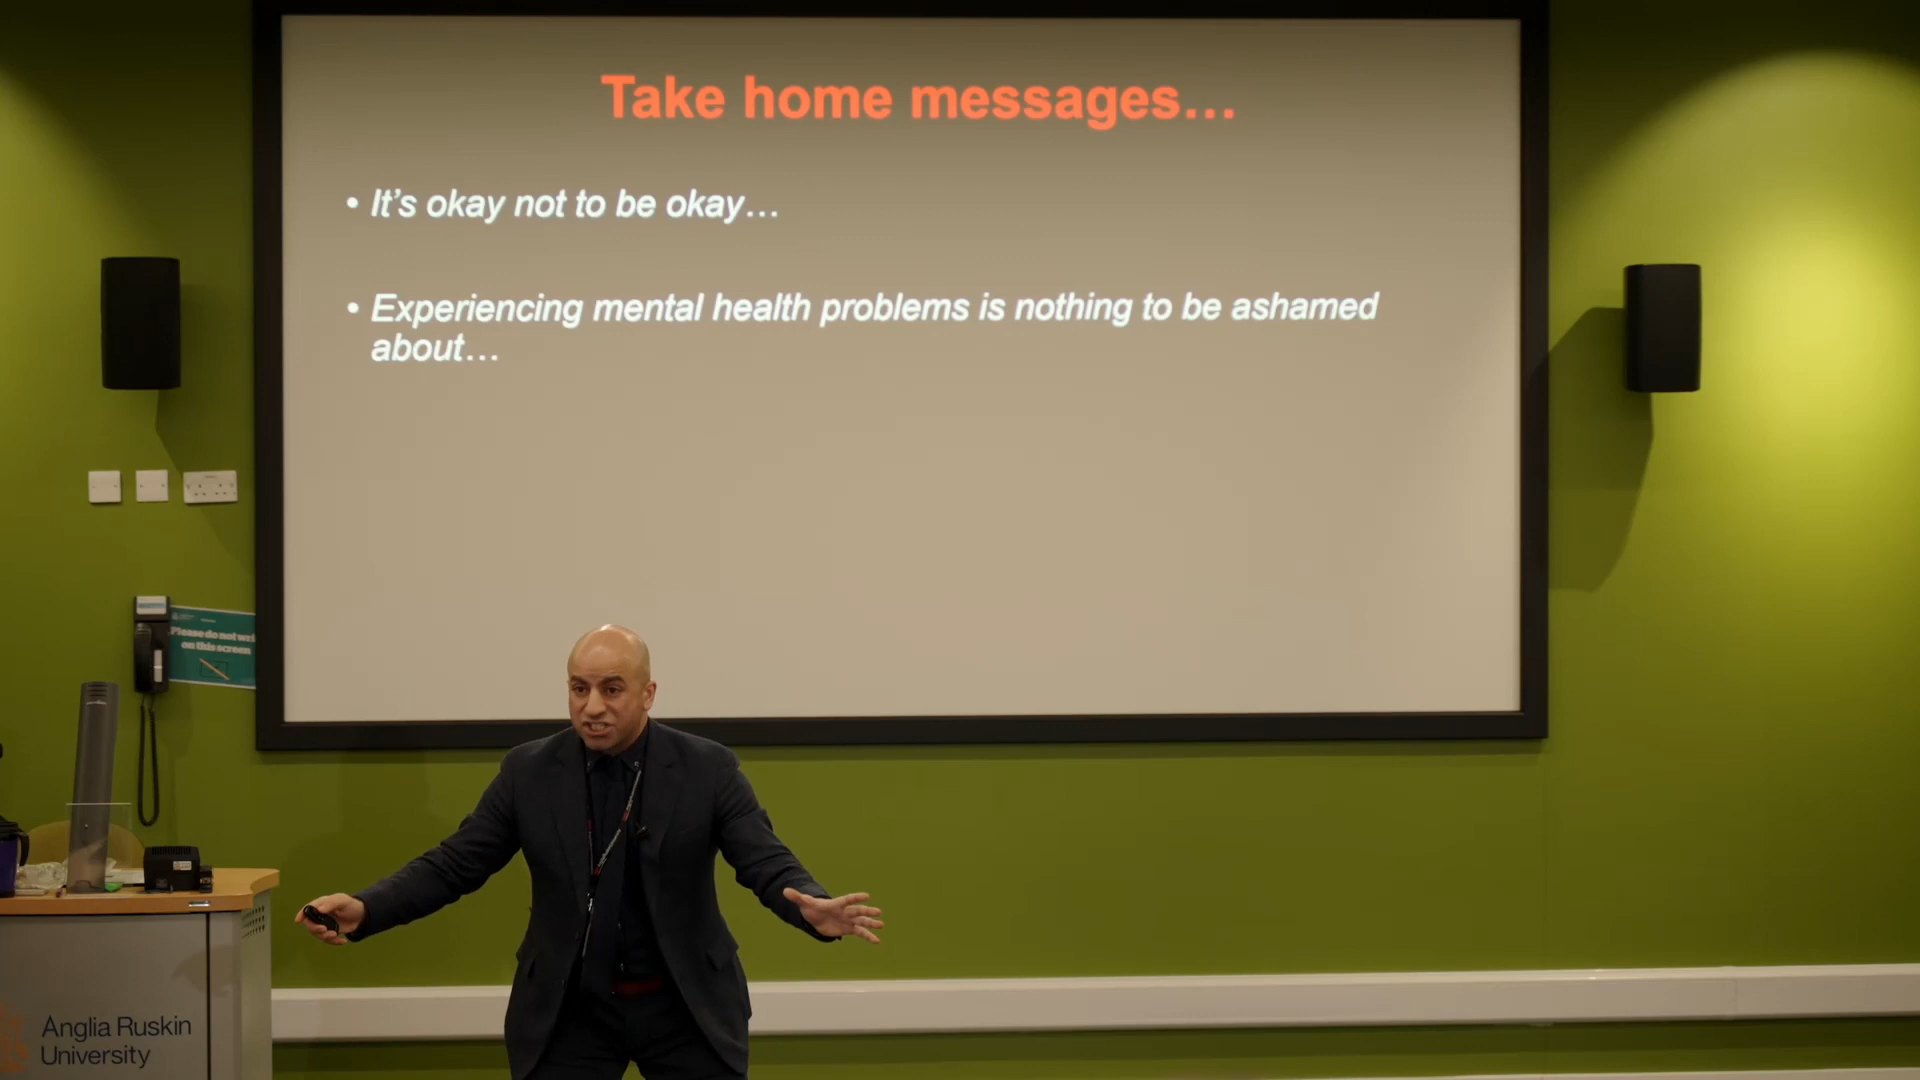 Take home messages…
• It’s okay not to be okay…
• Experiencing mental health problems is nothing to be ashamed
about…
Please do not
on this screen
Anglia Ruskin
University